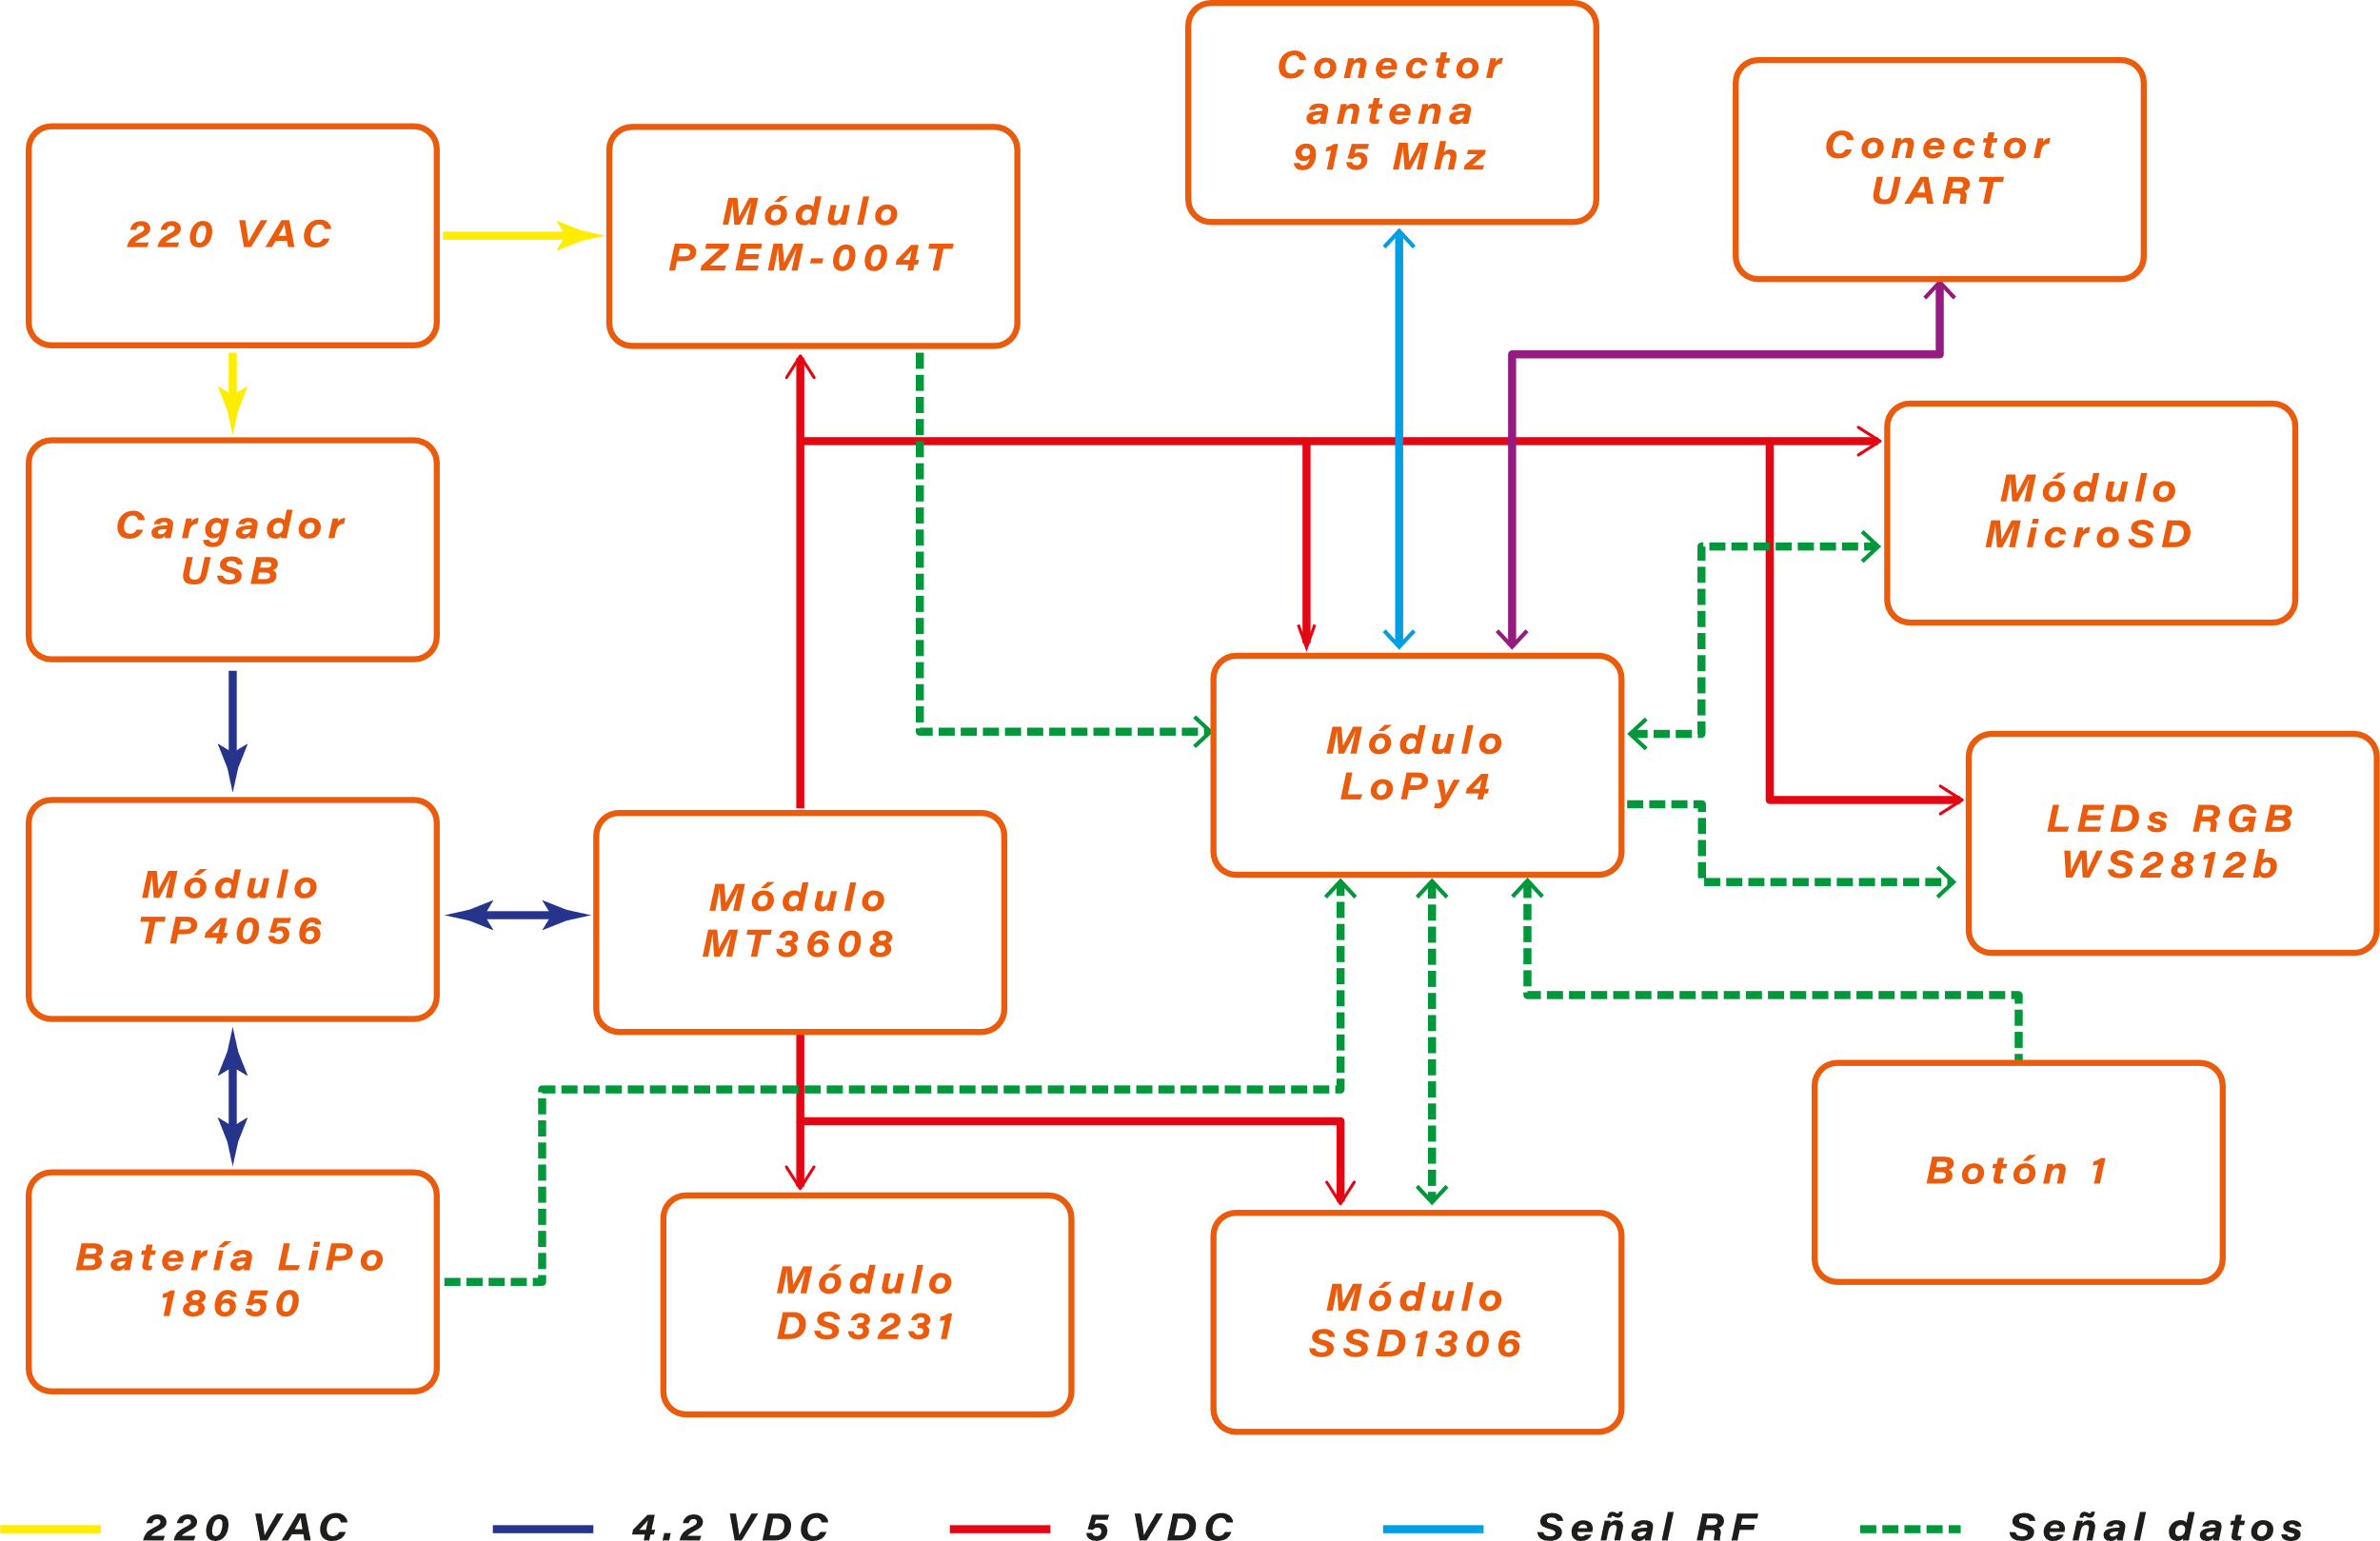 Conector
antena
915 Mhz
Conector
UART
220 VAC
Módulo
PZEM-004T
Cargador
USB
Módulo
MicroSD
Módulo
LoPy4
LEDs RGB
WS2812b
Módulo
TP4056
Módulo
MT3608
Botón 1
Batería LiPo
18650
Módulo
DS3231
Módulo
SSD1306
220 VAC
4.2 VDC
5 VDC
Señal RF
Señal datos